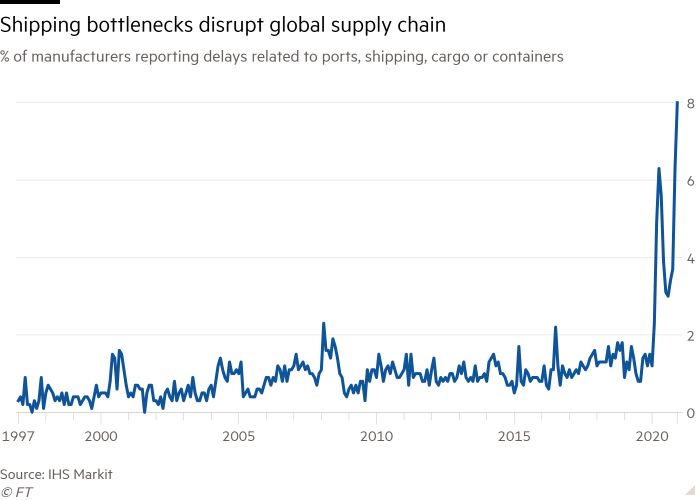 Shipping bottlenecks disrupt global supply chain
% of manufacturers reporting delays related to ports, shipping, cargo or containers
8
6
4
2
0
1997 2000 2005 2010 2015 2020
Source: IHS Markit
© FT